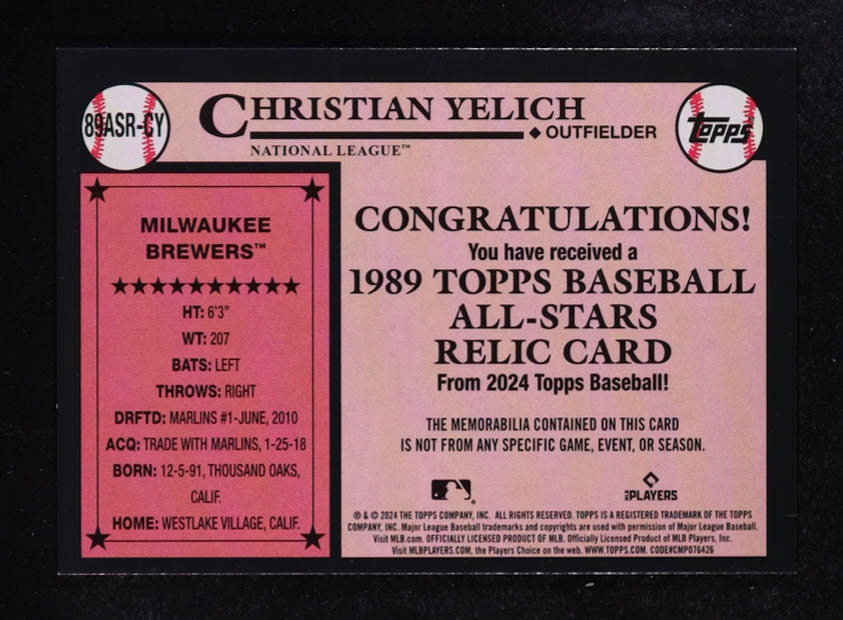 89ASR-CY
CHRISTIAN YELICH
◆ OUTFIELDER
NATIONAL LEAGUE™
Topps
MILWAUKEE
BREWERS™
★★★★★★★★★★
HT: 6'3"
WT: 207
BATS: LEFT
THROWS: RIGHT
DRFTD: MARLINS #1-JUNE, 2010
ACQ: TRADE WITH MARLINS, 1-25-18
BORN: 12-5-91, THOUSAND OAKS,
CALIF.
HOME: WESTLAKE VILLAGE, CALIF.
CONGRATULATIONS!
You have received a
1989 TOPPS BASEBALL
ALL-STARS
RELIC CARD
From 2024 Topps Baseball!
THE MEMORABILIA CONTAINED ON THIS CARD
IS NOT FROM ANY SPECIFIC GAME, EVENT, OR SEASON.
PLAYERS
® & © 2024 THE TOPPS COMPANY, INC. ALL RIGHTS RESERVED. TOPPS IS A REGISTERED TRADEMARK OF THE TOPPS
COMPANY, INC. Major League Baseball trademarks and copyrights are used with permission of Major League Baseball.
Visit MLB.com. OFFICIALLY LICENSED PRODUCT OF MLB. Officially Licensed Product of MLB Players, Inc.
Visit MLBPLAYERS.COM, the Players Choice on the web. WWW.TOPPS.COM. CODE#CMP076426